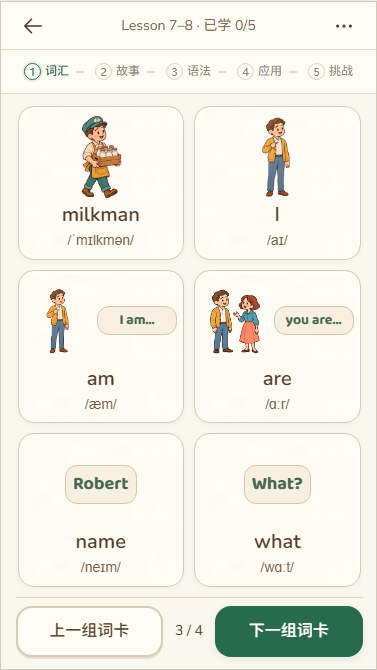 Lesson 7–8 · 已学 0/5
1 词汇 – 2 故事 – 3 语法 – 4 应用 – 5 挑战
milkman
/ˈmɪlkmən/
I
/aɪ/
I am...
am
/æm/
you are...
are
/ɑːr/
Robert
name
/neɪm/
What?
what
/wɑːt/
上一组词卡
3 / 4
下一组词卡